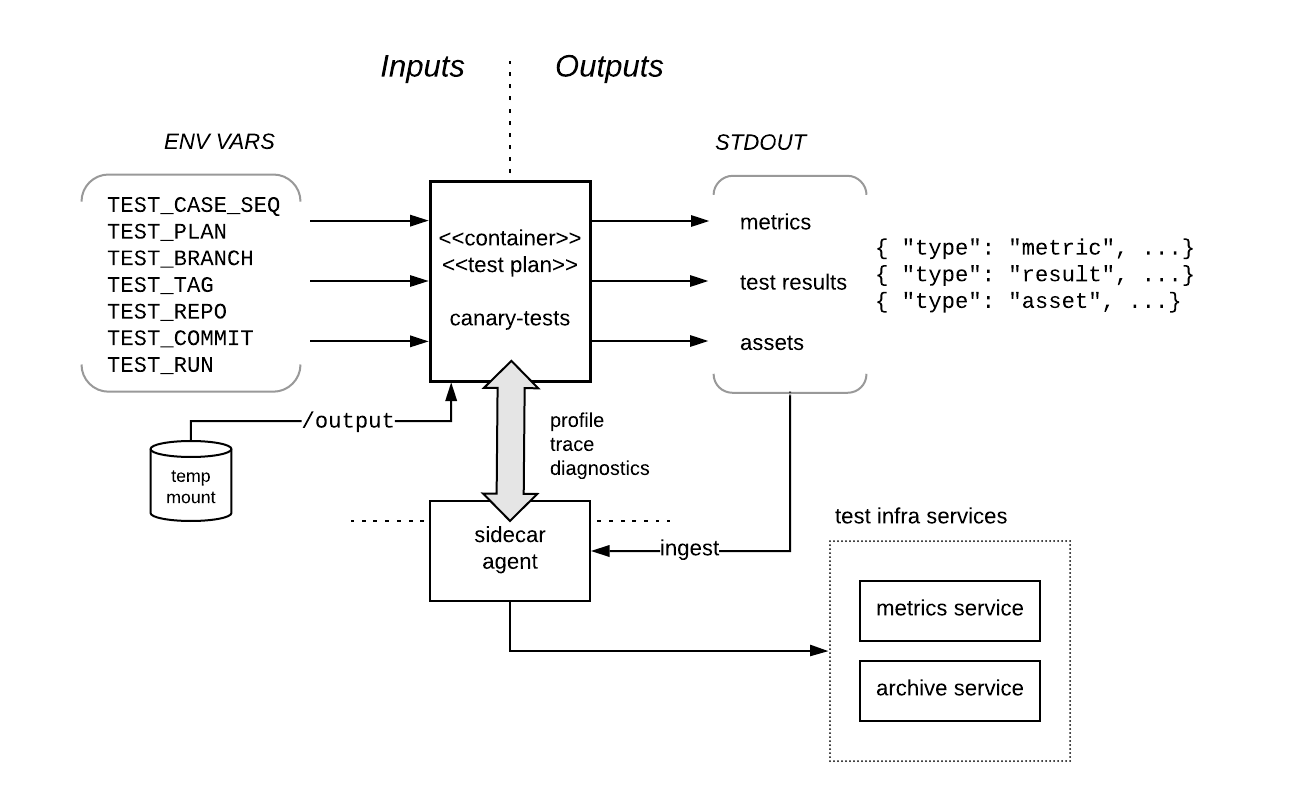 Inputs
Outputs
ENV VARS
STDOUT
TEST_CASE_SEQ
TEST_PLAN
TEST_BRANCH
TEST_TAG
TEST_REPO
TEST_COMMIT
TEST_RUN
<<container>>
<<test plan>>
canary-tests
metrics
test results
assets
{ "type": "metric", ...}
{ "type": "result", ...}
{ "type": "asset", ...}
/output
temp
mount
profile
trace
diagnostics
sidecar
agent
ingest
test infra services
metrics service
archive service